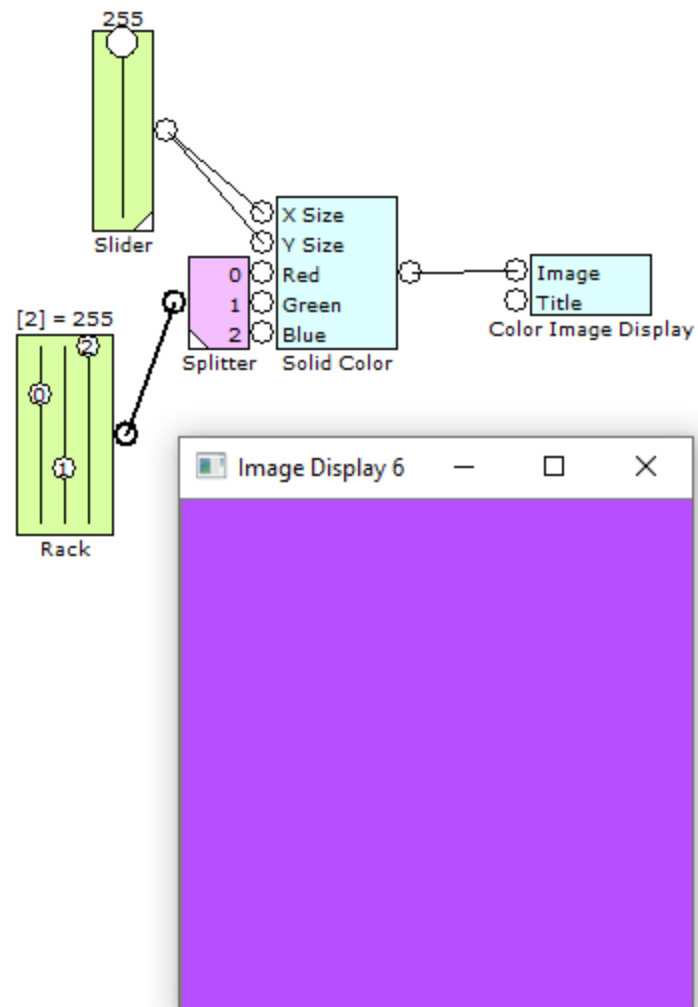 255
Slider
X Size
Y Size
Red
Green
Blue
Solid Color
0
1
2
Splitter
Image
Title
Color Image Display
[2] = 255
0
1
2
Rack
Image Display 6